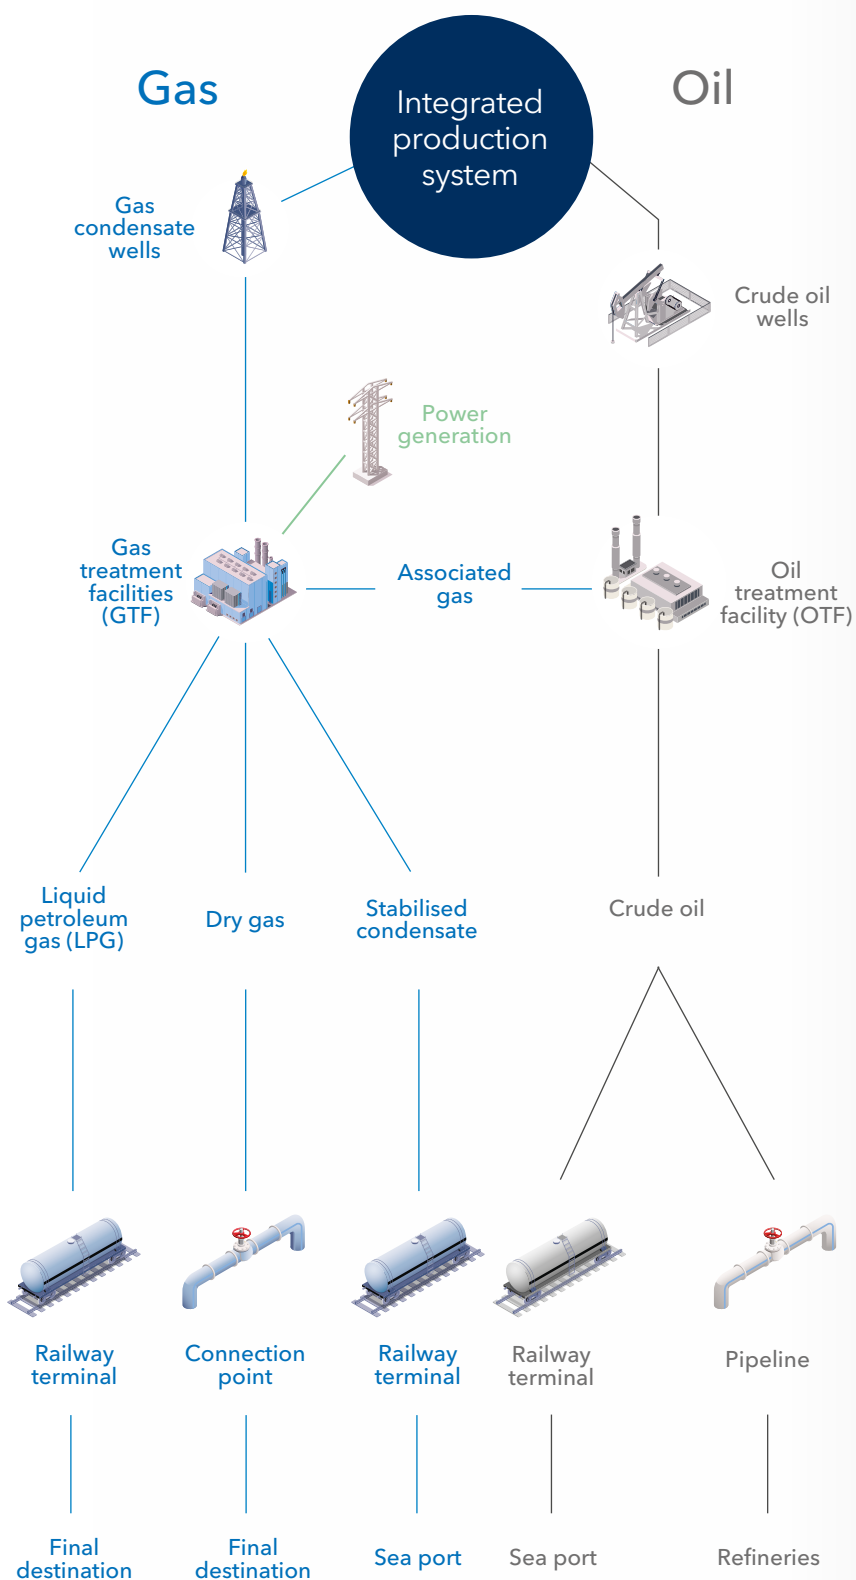 Gas
Integrated
production
system
Oil
Gas
condensate
wells
Crude oil
wells
Power
generation
Gas
treatment
facilities
(GTF)
Associated
gas
Oil
treatment
facility (OTF)
Liquid
petroleum
gas (LPG)
Dry gas
Stabilised
condensate
Crude oil
Railway
terminal
Connection
point
Railway
terminal
Railway
terminal
Pipeline
Final
destination
Final
destination
Sea port
Sea port
Refineries